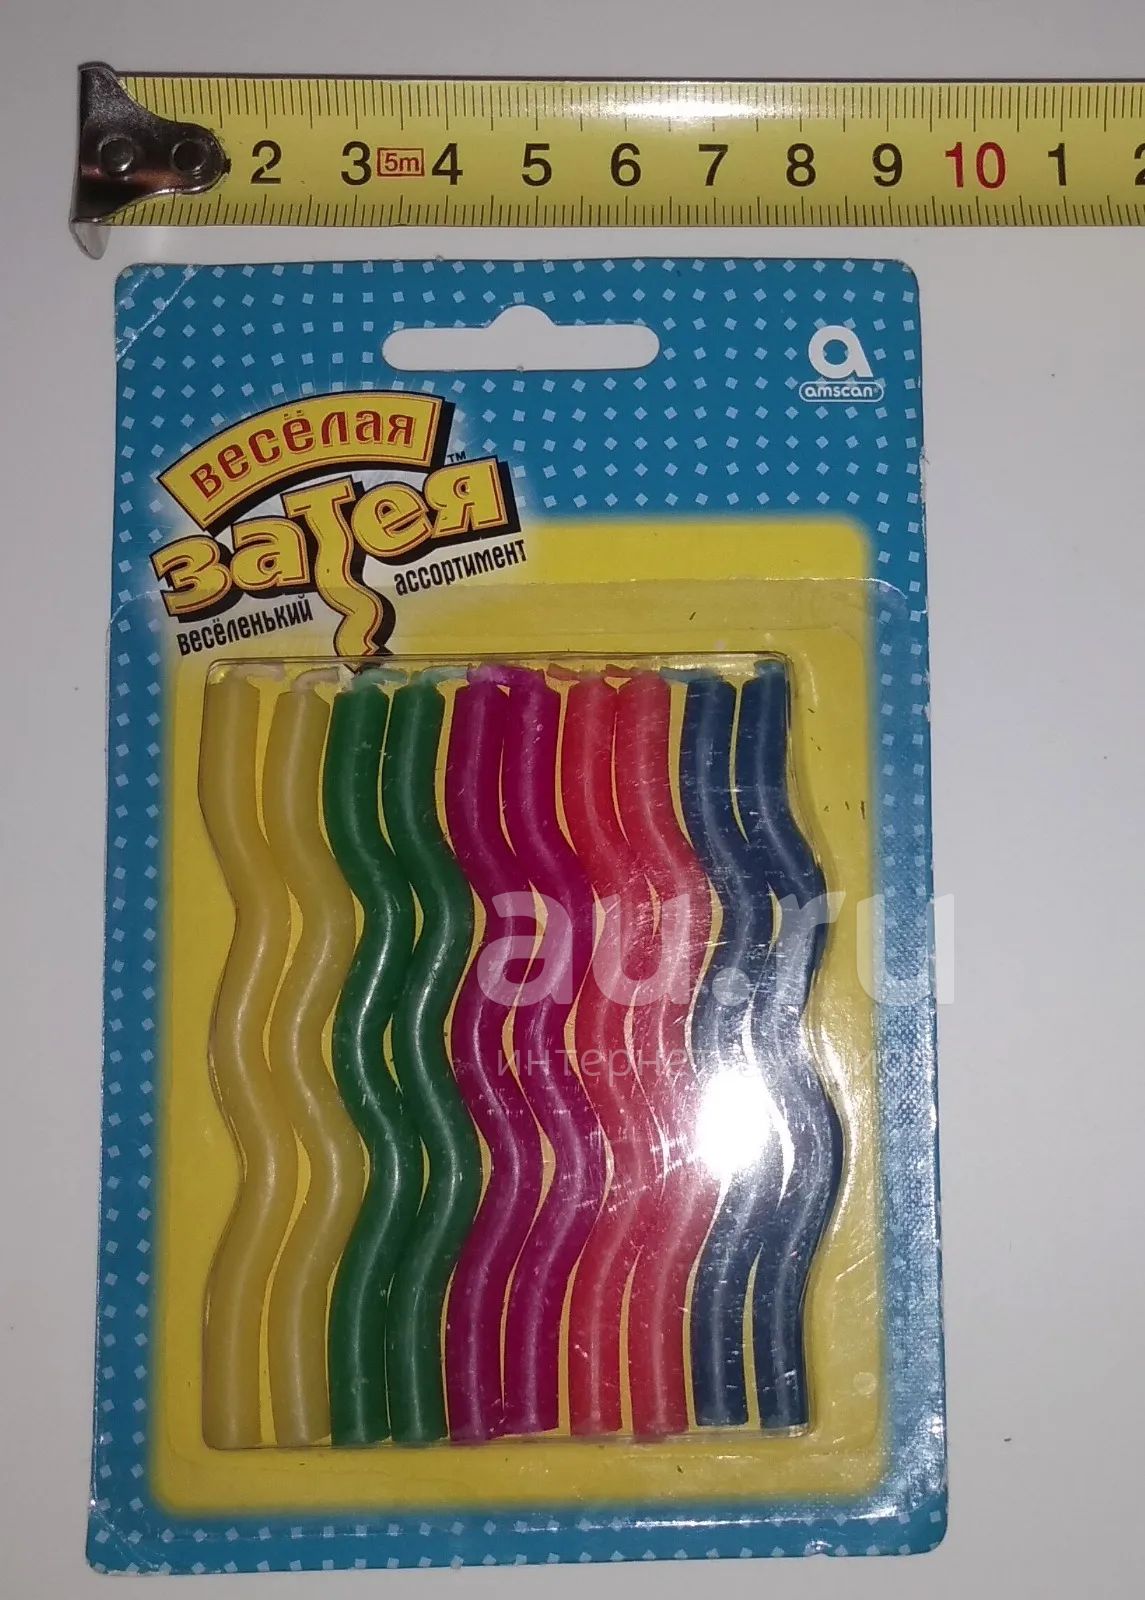 2 3 5m 4 5 6 7 8 9 10 1 2
amscan
весёлая
затея ™
весёленький ассортимент
au.ru